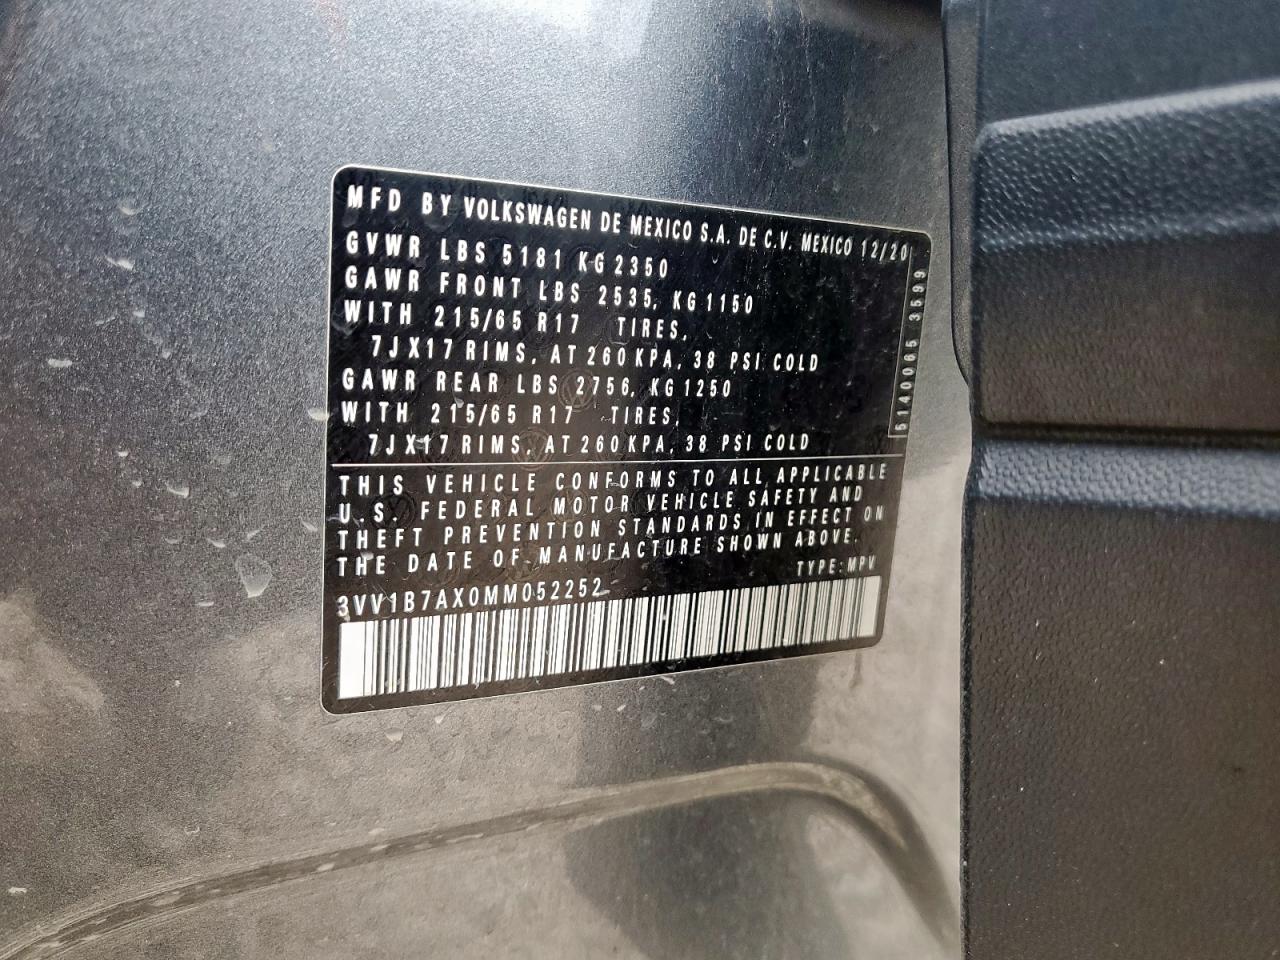 MFD BY VOLKSWAGEN DE MEXICO S.A. DE C.V. MEXICO 12/20
GVWR LBS 5181 KG 2350
GAWR FRONT LBS 2535, KG 1150
WITH 215/65 R17 TIRES,
7JX17 RIMS, AT 260 KPA, 38 PSI COLD
GAWR REAR LBS 2756, KG 1250
WITH 215/65 R17 TIRES,
7JX17 RIMS, AT 260 KPA, 38 PSI COLD
5140065 3599
THIS VEHICLE CONFORMS TO ALL APPLICABLE
U.S. FEDERAL MOTOR VEHICLE SAFETY AND
THEFT PREVENTION STANDARDS IN EFFECT ON
THE DATE OF MANUFACTURE SHOWN ABOVE.
TYPE: MPV
3VV1B7AX0MM052252